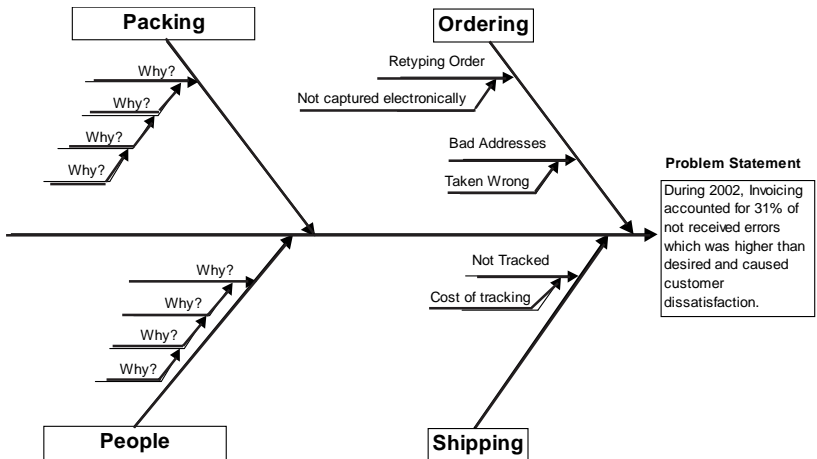 Packing
Ordering
Why?
Why?
Why?
Why?
Retyping Order
Not captured electronically
Bad Addresses
Taken Wrong
Problem Statement
During 2002, Invoicing
accounted for 31% of
not received errors
which was higher than
desired and caused
customer
dissatisfaction.
Why?
Why?
Why?
Why?
Not Tracked
Cost of tracking
People
Shipping